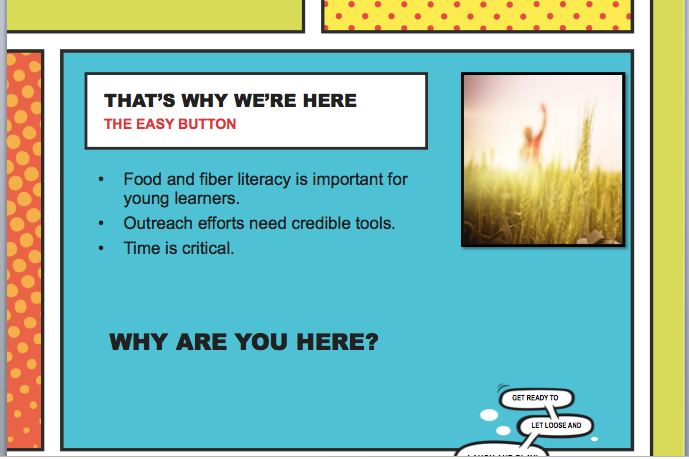 THAT'S WHY WE'RE HERE
THE EASY BUTTON
• Food and fiber literacy is important for
young learners.
• Outreach efforts need credible tools.
• Time is critical.
WHY ARE YOU HERE?
GET READY TO
LET LOOSE AND